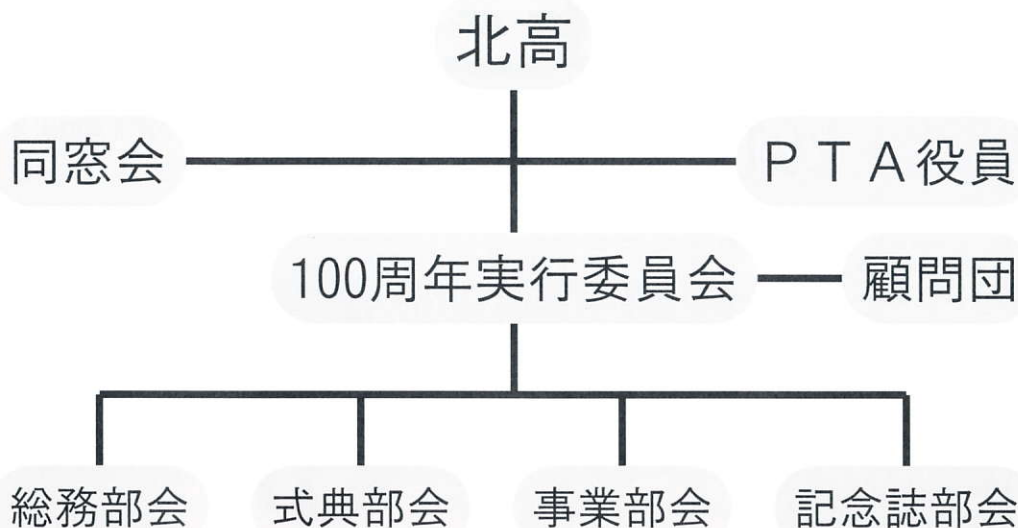 北高
同窓会
ＰＴＡ役員
100周年実行委員会
顧問団
総務部会
式典部会
事業部会
記念誌部会